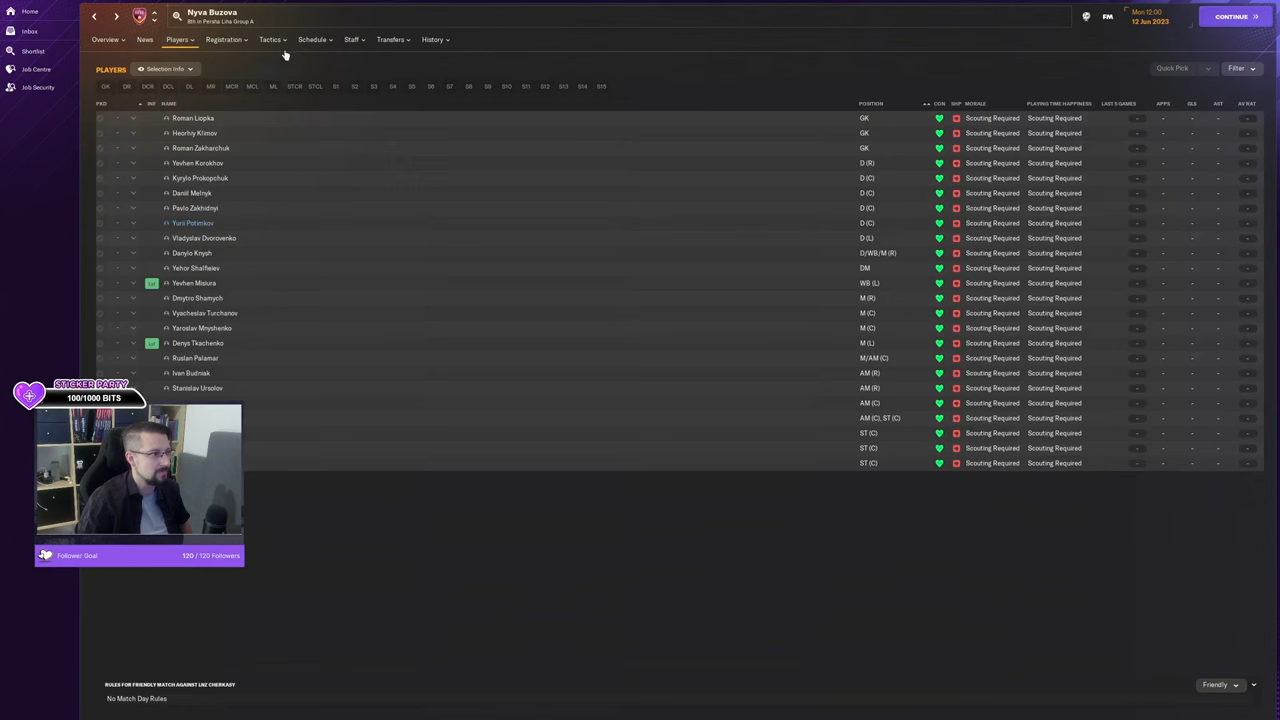 Home
Inbox
Shortlist
Job Centre
Job Security
Nyva Buzova
8th in Persha Liha Group A
FM
Mon 12:00
12 Jun 2023
CONTINUE
Overview
News
Players
Registration
Tactics
Schedule
Staff
Transfers
History
PLAYERS
Selection Info
Quick Pick
Filter
GK DR DCR DCL DL MR MCR MCL ML STCR STCL S1 S2 S3 S4 S5 S6 S7 S8 S9 S10 S11 S12 S13 S14 S15
PKD INF NAME POSITION CON SHP MORALE PLAYING TIME HAPPINESS LAST 5 GAMES APPS GLS AST AV RAT
Roman Liopka GK Scouting Required Scouting Required - - - - -
Heorhiy Klimov GK Scouting Required Scouting Required - - - - -
Roman Zakharchuk GK Scouting Required Scouting Required - - - - -
Yevhen Korokhov D (R) Scouting Required Scouting Required - - - - -
Kyrylo Prokopchuk D (C) Scouting Required Scouting Required - - - - -
Daniil Melnyk D (C) Scouting Required Scouting Required - - - - -
Pavlo Zakhidnyi D (C) Scouting Required Scouting Required - - - - -
Yurii Potimkov D (C) Scouting Required Scouting Required - - - - -
Vladyslav Dvorovenko D (L) Scouting Required Scouting Required - - - - -
Danylo Knysh D/WB/M (R) Scouting Required Scouting Required - - - - -
Yehor Shalfieiev DM Scouting Required Scouting Required - - - - -
Yevhen Misiura WB (L) Scouting Required Scouting Required - - - - -
Dmytro Shamych M (R) Scouting Required Scouting Required - - - - -
Vyacheslav Turchanov M (C) Scouting Required Scouting Required - - - - -
Yaroslav Mnyshenko M (C) Scouting Required Scouting Required - - - - -
Denys Tkachenko M (L) Scouting Required Scouting Required - - - - -
Ruslan Palamar M/AM (C) Scouting Required Scouting Required - - - - -
Ivan Budniak AM (R) Scouting Required Scouting Required - - - - -
Stanislav Ursolov AM (R) Scouting Required Scouting Required - - - - -
AM (C) Scouting Required Scouting Required - - - - -
AM (C), ST (C) Scouting Required Scouting Required - - - - -
ST (C) Scouting Required Scouting Required - - - - -
ST (C) Scouting Required Scouting Required - - - - -
ST (C) Scouting Required Scouting Required - - - - -
STICKER PARTY
100/1000 BITS
Follower Goal
120 / 120 Followers
RULES FOR FRIENDLY MATCH AGAINST LNZ CHERKASY
Friendly
No Match Day Rules